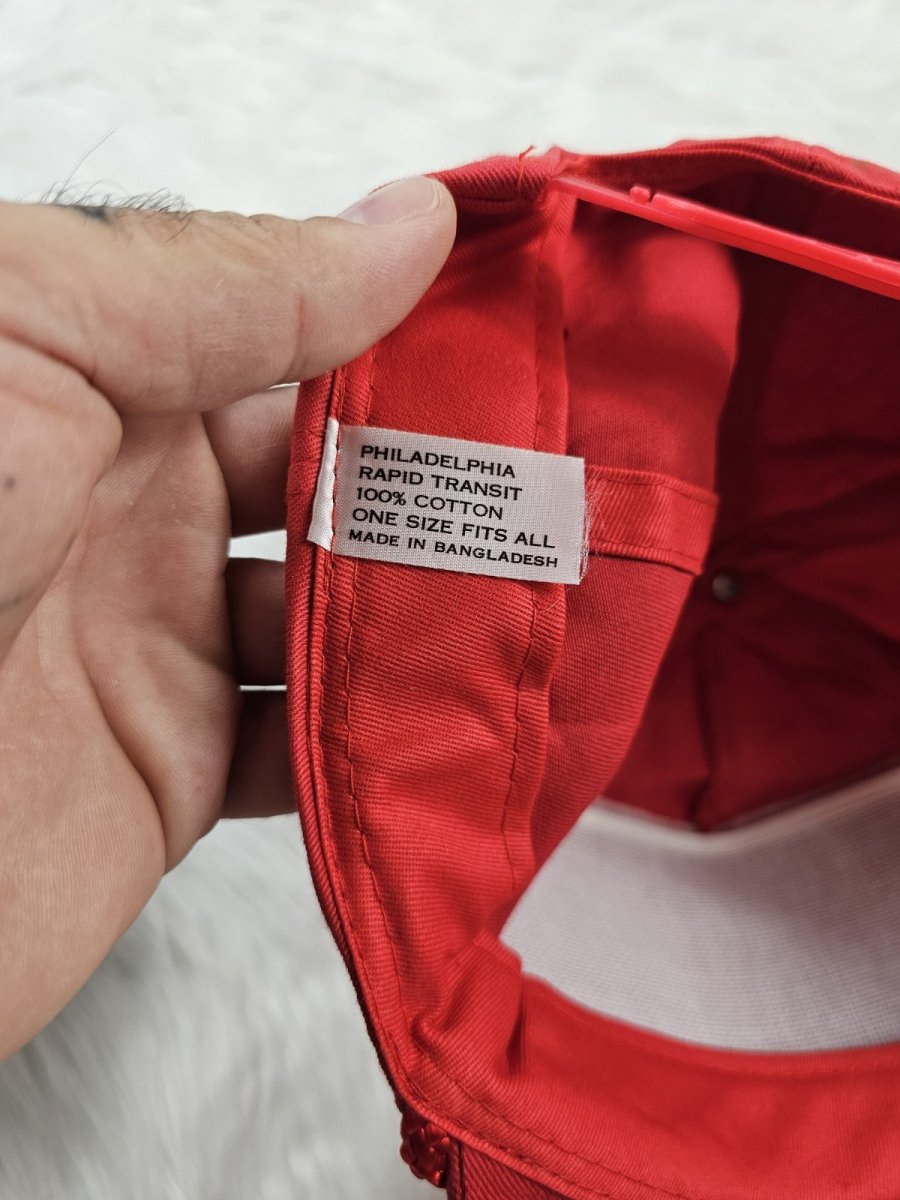 PHILADELPHIA
RAPID TRANSIT
100% COTTON
ONE SIZE FITS ALL
MADE IN BANGLADESH